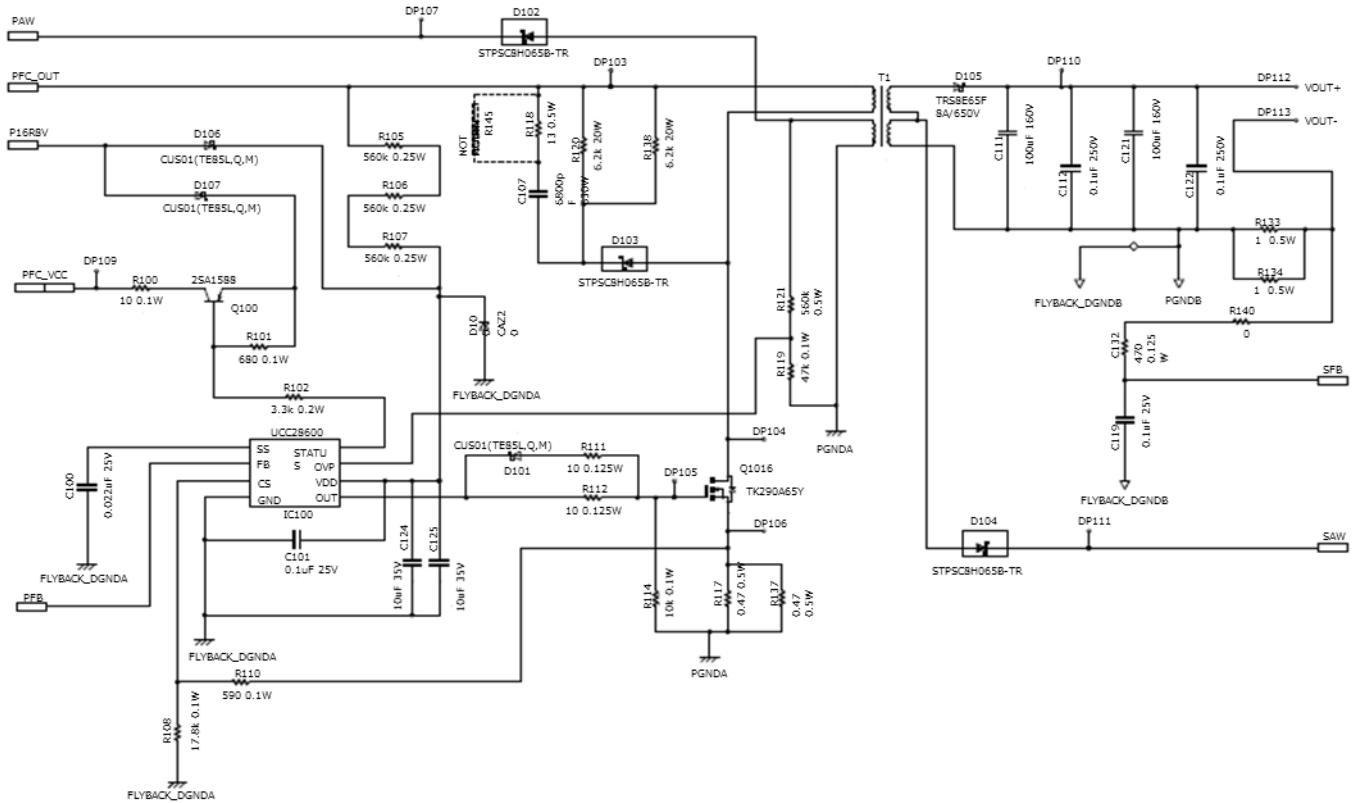 PAW
DP107
D102
STPSC8H065B-TR
PFC_OUT
DP103
T1
D105
TRS8E65F
8A/650V
DP110
DP112
VOUT+
DP113
VOUT-
P16R8V
D106
CUS01(TE85L,Q,M)
D107
CUS01(TE85L,Q,M)
R105
560k 0.25W
R106
560k 0.25W
R107
560k 0.25W
NOT
R145
R118
13 0.5W
C107
6800p
F
630W
R120
6.2k 20W
R138
6.2k 20W
D103
STPSC8H065B-TR
C111
100uF 160V
C112
0.1uF 250V
C121
100uF 160V
C122
0.1uF 250V
R133
1 0.5W
R134
1 0.5W
FLYBACK_DGNDB
PGNDB
R140
0
C132
470
0.125
W
SFB
C119
0.1uF 25V
FLYBACK_DGNDB
PFC_VCC
DP109
R100
10 0.1W
2SA1588
Q100
R101
680 0.1W
R102
3.3k 0.2W
D10
CAZ2
0
FLYBACK_DGNDA
R121
560k
0.5W
R119
47k 0.1W
PGNDA
UCC28600
SS
FB
CS
GND
STATU
S
OVP
VDD
OUT
IC100
C100
0.022uF 25V
FLYBACK_DGNDA
C101
0.1uF 25V
C124
10uF 35V
C125
10uF 35V
CUS01(TE85L,Q,M)
D101
R111
10 0.125W
R112
10 0.125W
DP105
DP104
Q1016
TK290A65Y
DP106
R114
10k 0.1W
R117
0.47 0.5W
R137
0.47
0.5W
PGNDA
D104
STPSC8H065B-TR
DP111
SAW
PFB
FLYBACK_DGNDA
R110
590 0.1W
R108
17.8k 0.1W
FLYBACK_DGNDA